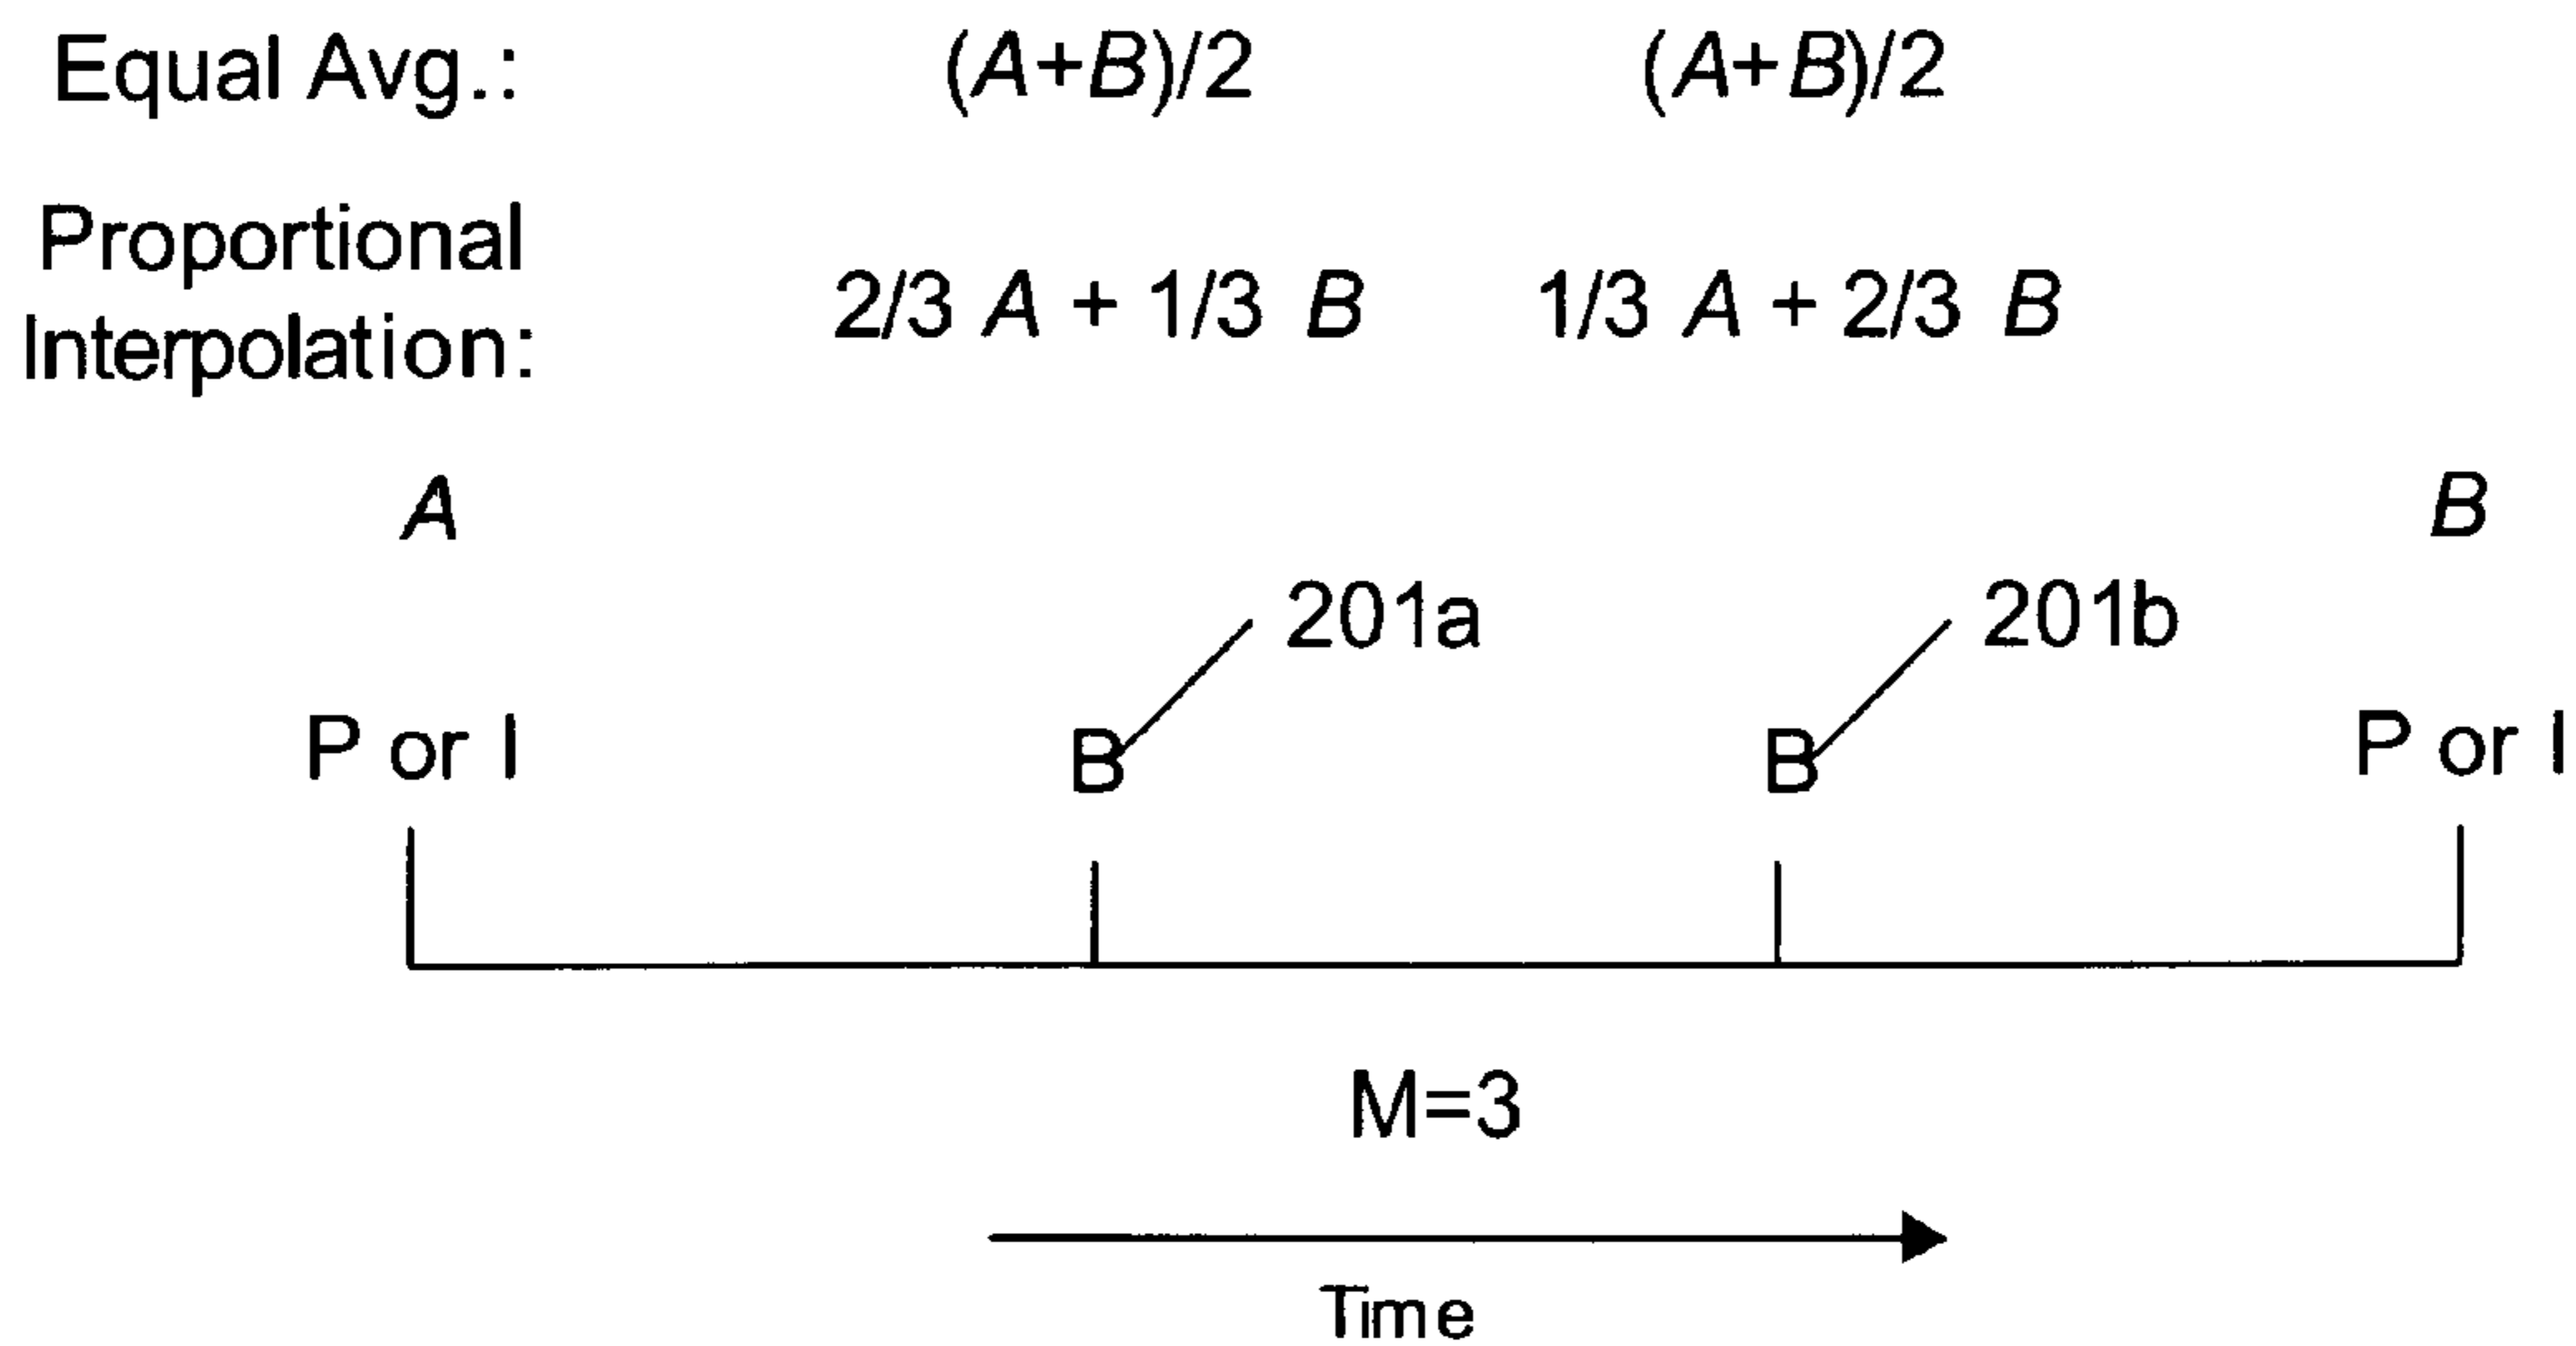 Equal Avg.: (A+B)/2 (A+B)/2
Proportional
Interpolation: 2/3 A + 1/3 B 1/3 A + 2/3 B
A B
201a 201b
P or I B B P or I
M=3
Time